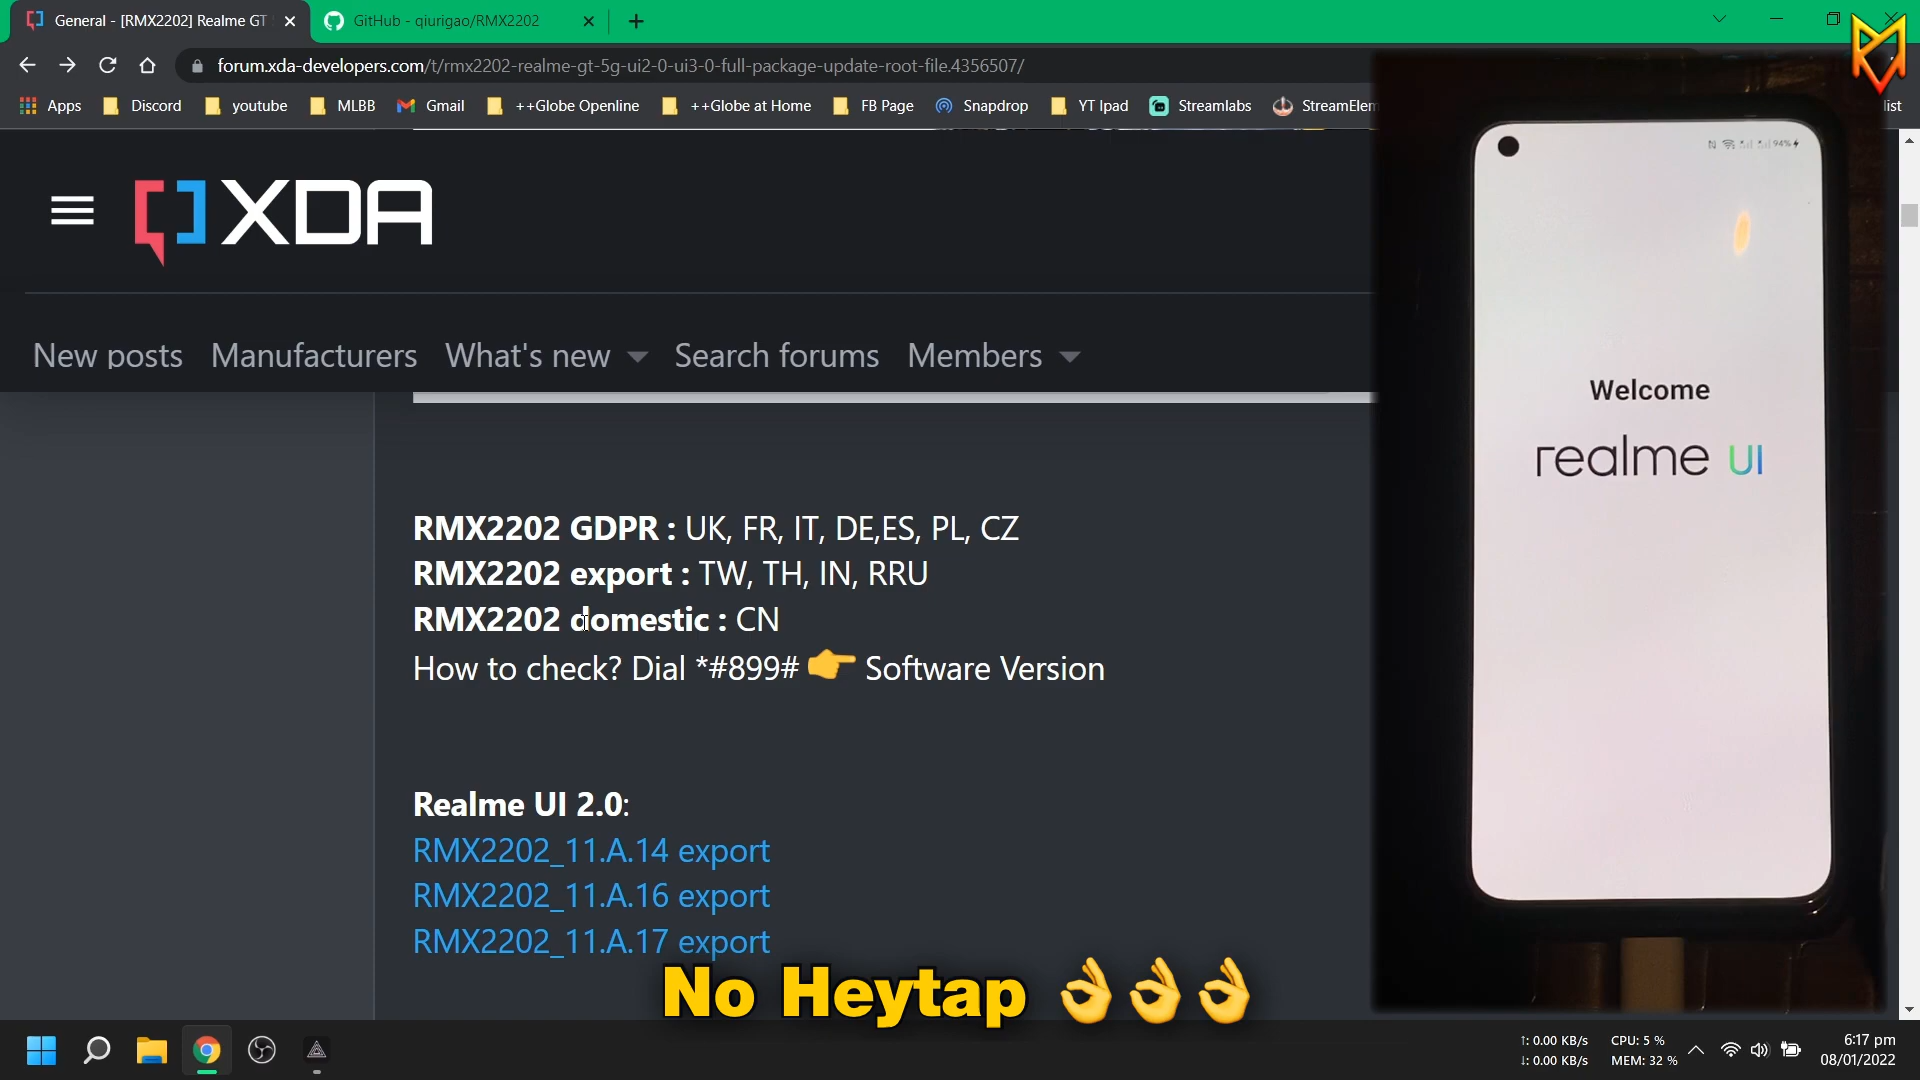 General - [RMX2202] Realme GT
GitHub - qiurigao/RMX2202
forum.xda-developers.com/t/rmx2202-realme-gt-5g-ui2-0-ui3-0-full-package-update-root-file.4356507/
Apps Discord youtube MLBB Gmail ++Globe Openline ++Globe at Home FB Page Snapdrop YT Ipad Streamlabs StreamElem list
XDA
New posts Manufacturers What's new Search forums Members
RMX2202 GDPR : UK, FR, IT, DE,ES, PL, CZ
RMX2202 export : TW, TH, IN, RRU
RMX2202 domestic : CN
How to check? Dial *#899# 👉 Software Version
Realme UI 2.0:
RMX2202_11.A.14 export
RMX2202_11.A.16 export
RMX2202_11.A.17 export
94%
Welcome
realme UI
No Heytap 👌👌👌
↑: 0.00 KB/s CPU: 5 %
↓: 0.00 KB/s MEM: 32 %
6:17 pm
08/01/2022